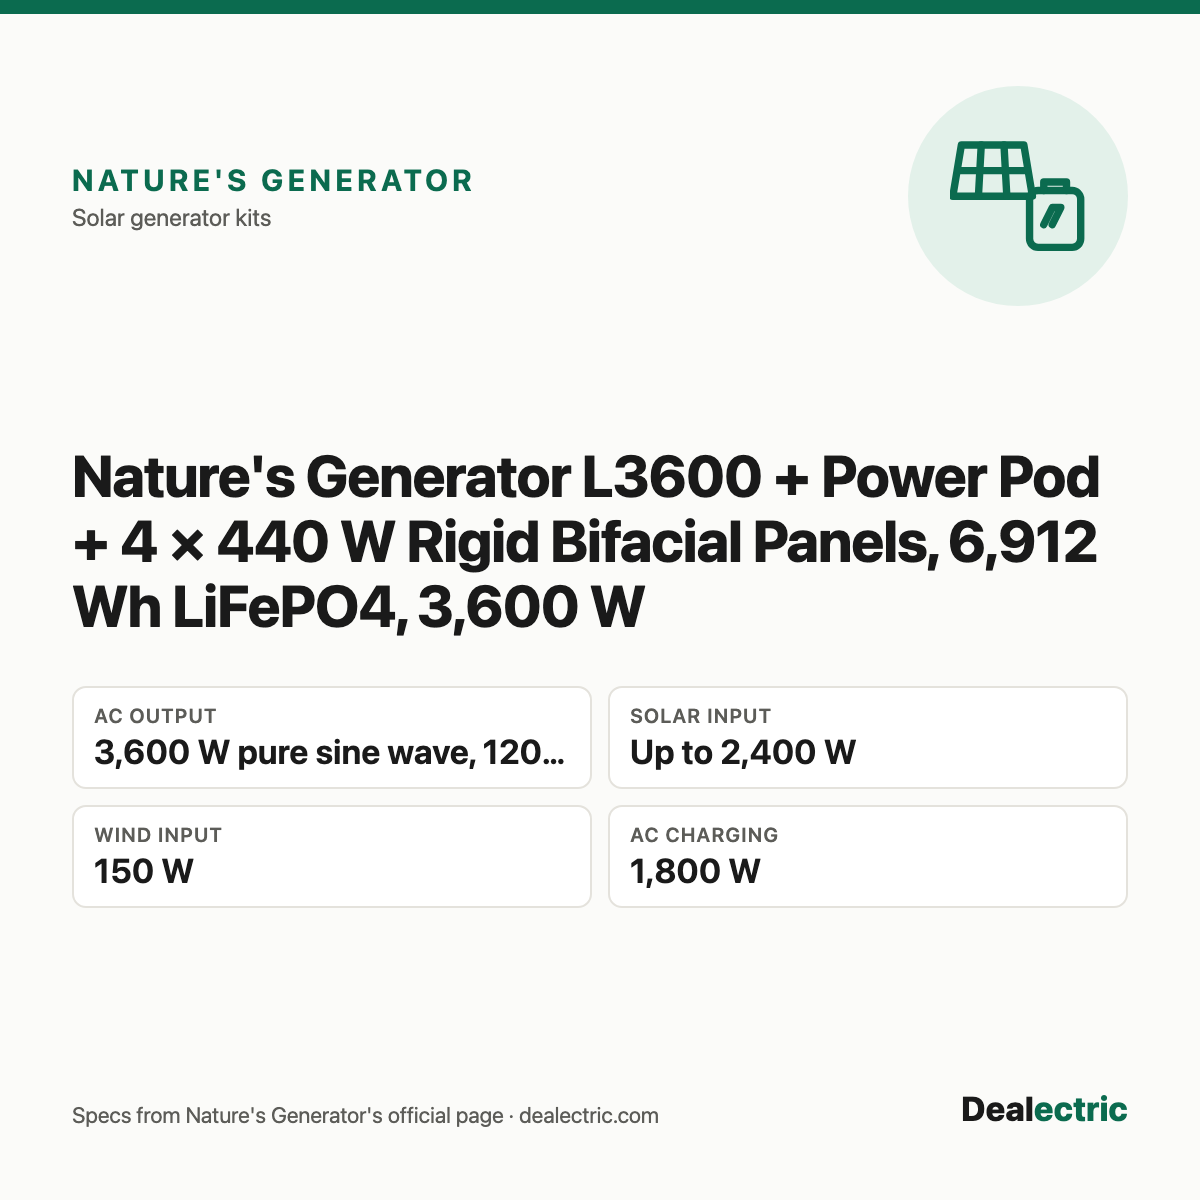 NATURE'S GENERATOR
Solar generator kits
Nature's Generator L3600 + Power Pod
+ 4 × 440 W Rigid Bifacial Panels, 6,912
Wh LiFePO4, 3,600 W
AC OUTPUT
3,600 W pure sine wave, 120...
SOLAR INPUT
Up to 2,400 W
WIND INPUT
150 W
AC CHARGING
1,800 W
Specs from Nature's Generator's official page · dealectric.com
Dealectric